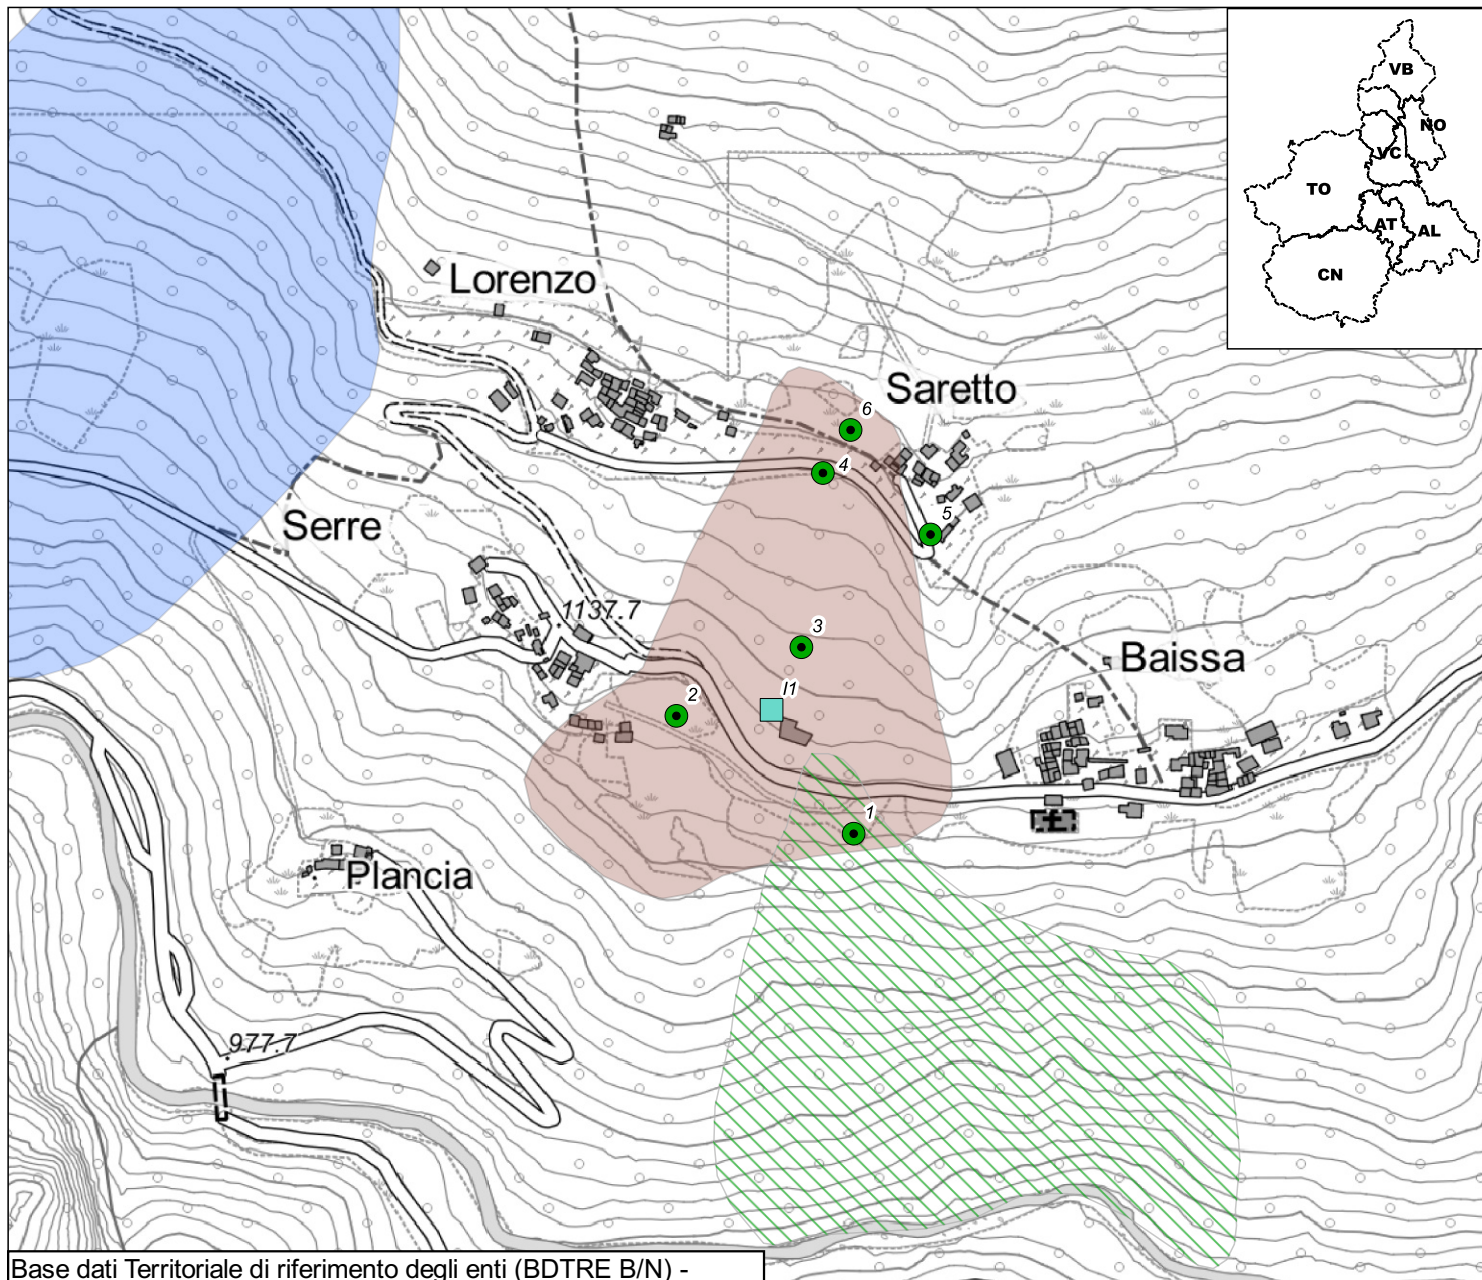 VB
NO
VC
TO
AT
AL
CN
Lorenzo
Saretto
6
4
5
Serre
1137.7
3
Baissa
2
I1
1
Plancia
977.7
Base dati Territoriale di riferimento degli enti (BDTRE B/N) -